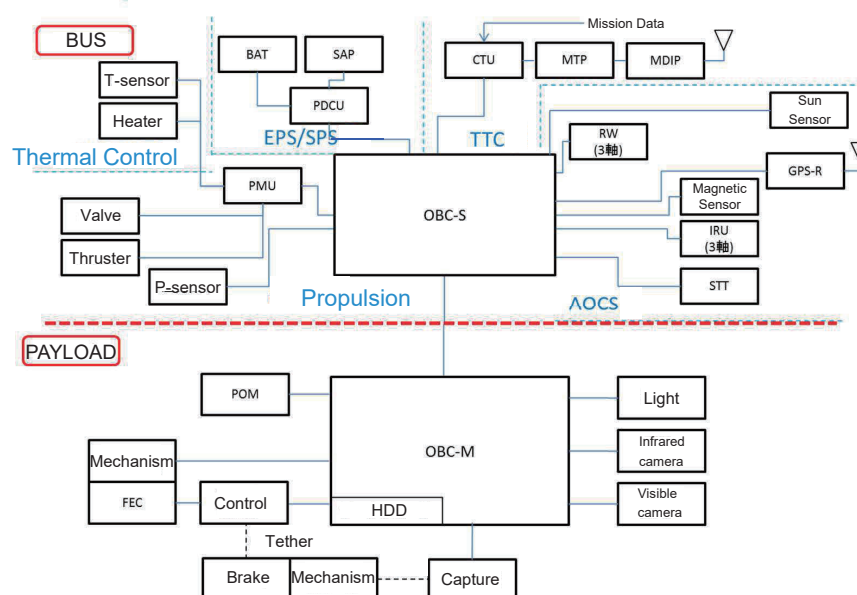 Mission Data
BUS
BAT
SAP
CTU
MTP
MDIP
T-sensor
PDCU
Sun
Sensor
Heater
EPS/SPS
TTC
RW
(3軸)
Thermal Control
GPS-R
PMU
Magnetic
Sensor
Valve
OBC-S
IRU
(3軸)
Thruster
P-sensor
STT
Propulsion
AOCS
PAYLOAD
POM
Light
OBC-M
Infrared
camera
Mechanism
FEC
Control
HDD
Visible
camera
Tether
Brake
Mechanism
Capture